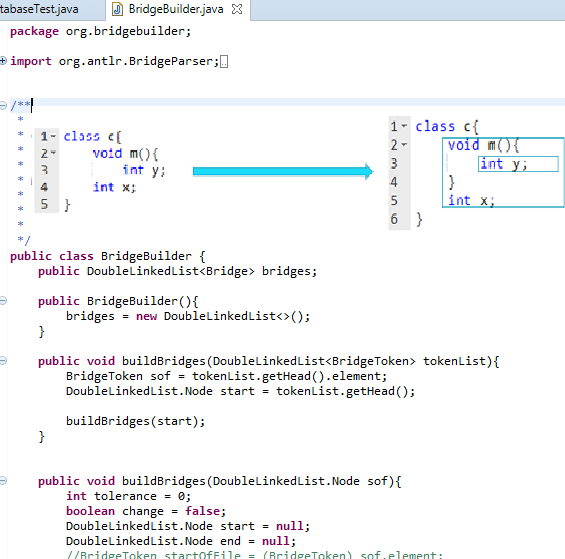 tabaseTest.java BridgeBuilder.java
package org.bridgebuilder;
import org.antlr.BridgeParser;
/**
*
*
*
*
*
*
*
*
1 class c{
2 void m(){
3 int y;
4 int x;
5 }
1 class c{
2 void m(){
3 int y;
4 }
5 int x;
6 }
*/
public class BridgeBuilder {
public DoubleLinkedList<Bridge> bridges;
public BridgeBuilder(){
bridges = new DoubleLinkedList<>();
}
public void buildBridges(DoubleLinkedList<BridgeToken> tokenList){
BridgeToken sof = tokenList.getHead().element;
DoubleLinkedList.Node start = tokenList.getHead();
buildBridges(start);
}
public void buildBridges(DoubleLinkedList.Node sof){
int tolerance = 0;
boolean change = false;
DoubleLinkedList.Node start = null;
DoubleLinkedList.Node end = null;
//BridgeToken startOfFile = (BridgeToken) sof.element;